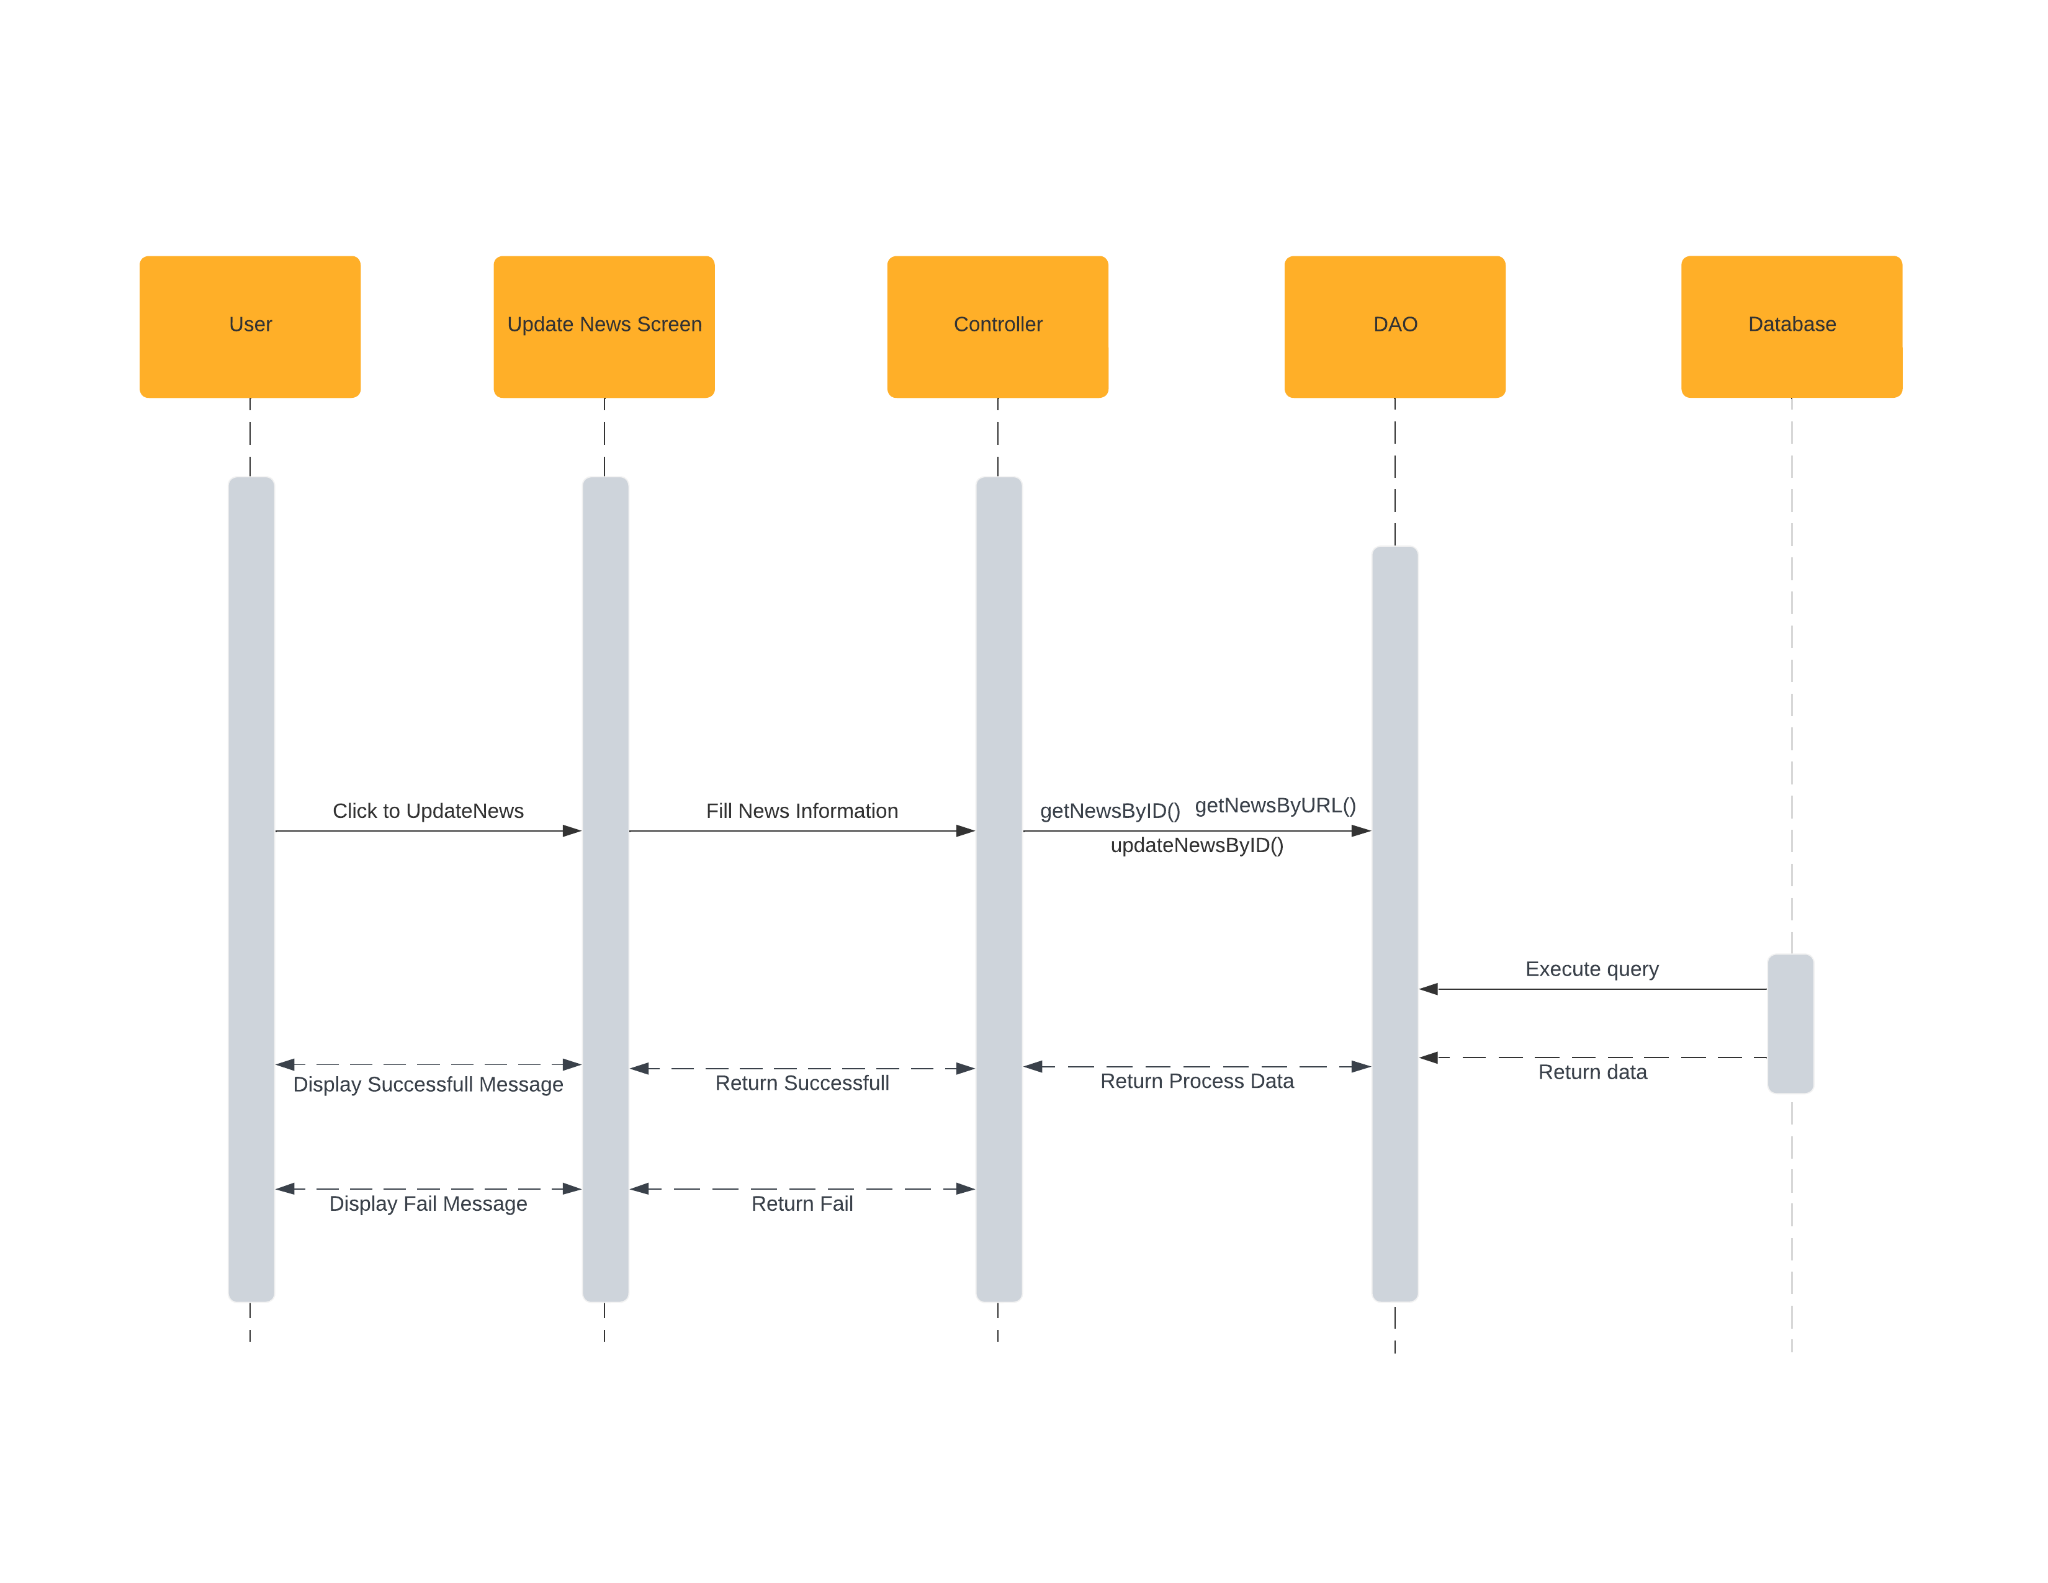 User
Update News Screen
Controller
DAO
Database
Click to UpdateNews
Fill News Information
getNewsByID()
getNewsByURL()
updateNewsByID()
Execute query
Display Successfull Message
Return Successfull
Return Process Data
Return data
Display Fail Message
Return Fail